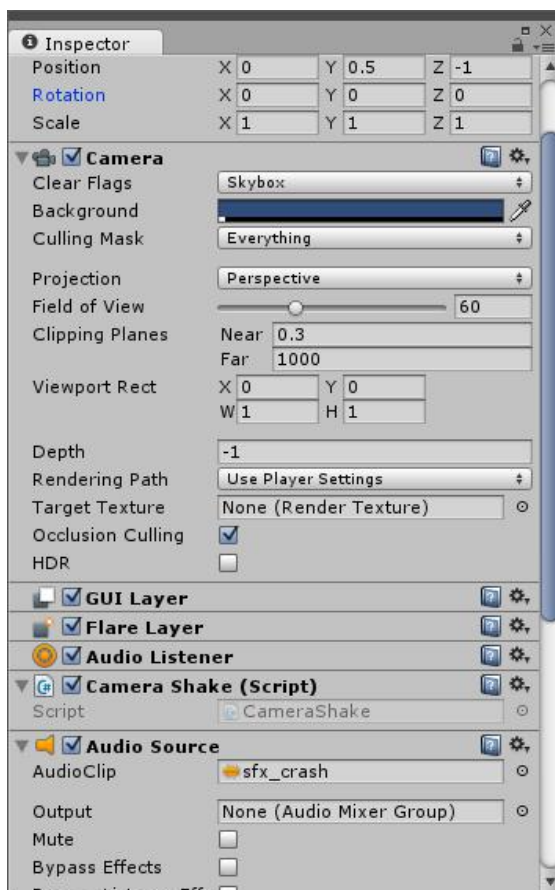 Inspector
Position X 0 Y 0.5 Z -1
Rotation X 0 Y 0 Z 0
Scale X 1 Y 1 Z 1
Camera
Clear Flags Skybox
Background
Culling Mask Everything
Projection Perspective
Field of View 60
Clipping Planes Near 0.3
Far 1000
Viewport Rect X 0 Y 0
W 1 H 1
Depth -1
Rendering Path Use Player Settings
Target Texture None (Render Texture)
Occlusion Culling
HDR
GUI Layer
Flare Layer
Audio Listener
C# Camera Shake (Script)
Script CameraShake
Audio Source
AudioClip sfx_crash
Output None (Audio Mixer Group)
Mute
Bypass Effects